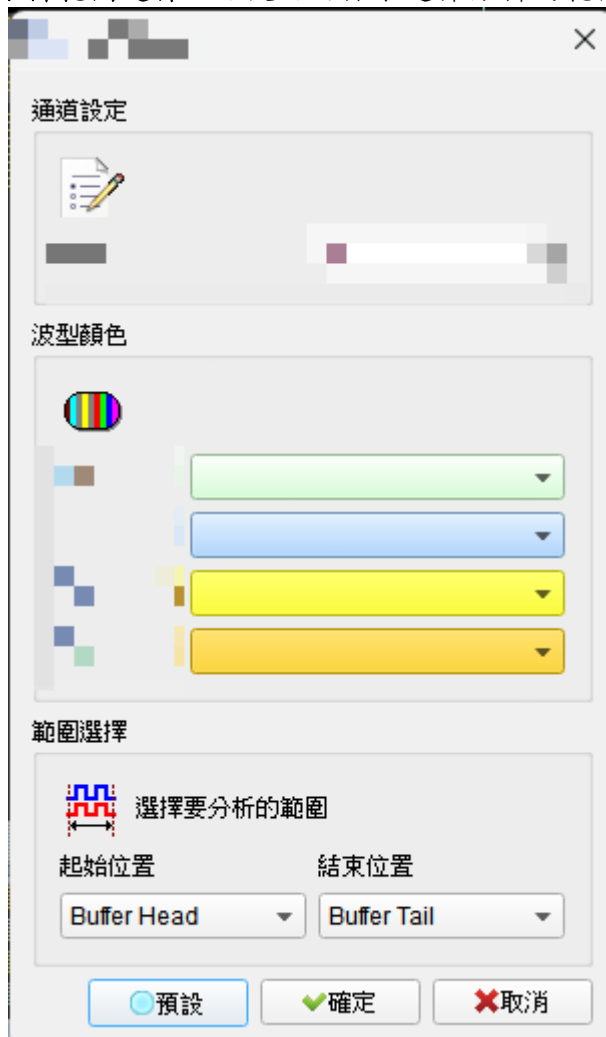 通道設定
波型顏色
範圍選擇
選擇要分析的範圍
起始位置 結束位置
Buffer Head Buffer Tail
預設 確定 取消